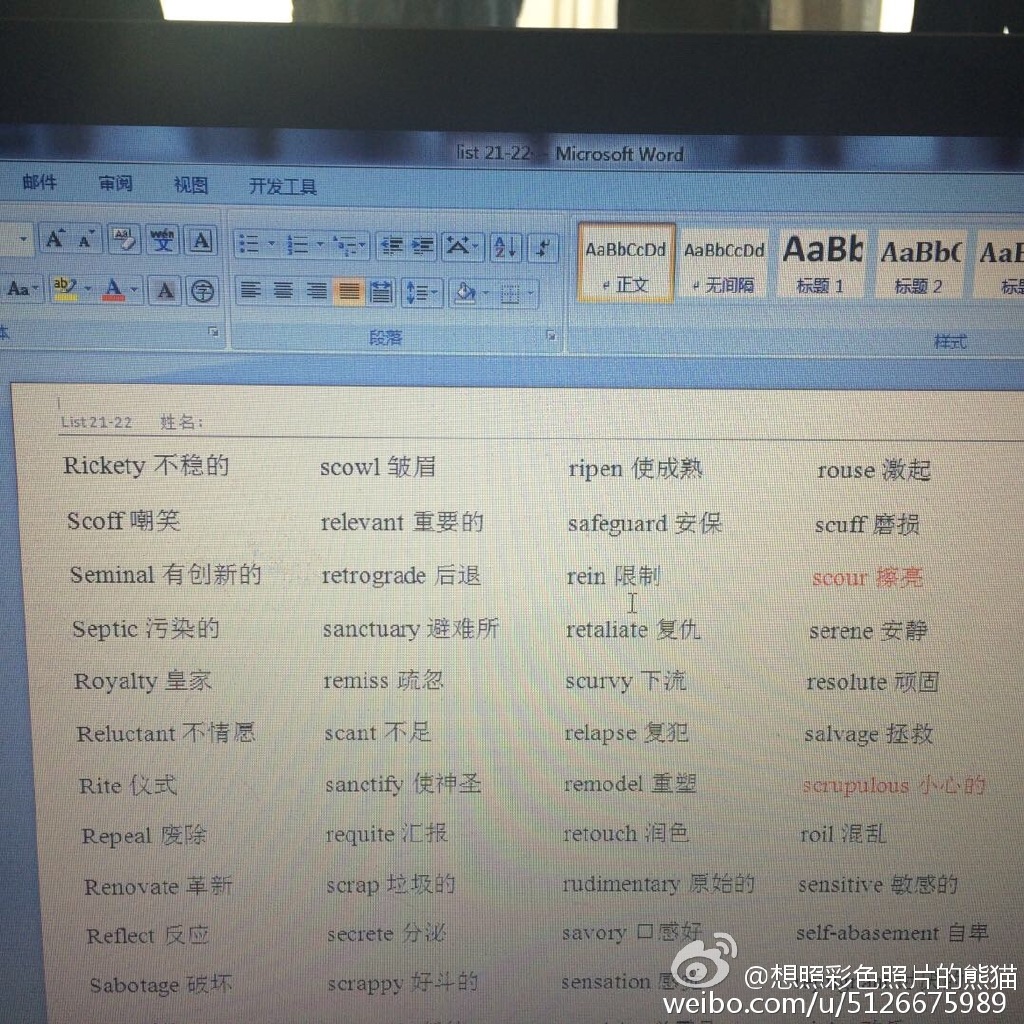 list 21-22 - Microsoft Word
邮件 审阅 视图 开发工具
A A Aa wén 文 A A Z AaBbCcDd AaBbCcDd AaBb AaBbC AaB
Aa ab A A 字 正文 无间隔 标题 1 标题 2 标题
段落 样式
List 21-22 姓名：
Rickety 不稳的 scowl 皱眉 ripen 使成熟 rouse 激起
Scoff 嘲笑 relevant 重要的 safeguard 安保 scuff 磨损
Seminal 有创新的 retrograde 后退 rein 限制 scour 擦亮
Septic 污染的 sanctuary 避难所 retaliate 复仇 serene 安静
Royalty 皇家 remiss 疏忽 scurvy 下流 resolute 顽固
Reluctant 不情愿 scant 不足 relapse 复犯 salvage 拯救
Rite 仪式 sanctify 使神圣 remodel 重塑 scrupulous 小心的
Repeal 废除 requite 汇报 retouch 润色 roil 混乱
Renovate 革新 scrap 垃圾的 rudimentary 原始的 sensitive 敏感的
Reflect 反应 secrete 分泌 savory 口感好 self-abasement 自卑
Sabotage 破坏 scrappy 好斗的 sensation
@想照彩色照片的熊猫
weibo.com/u/5126675989